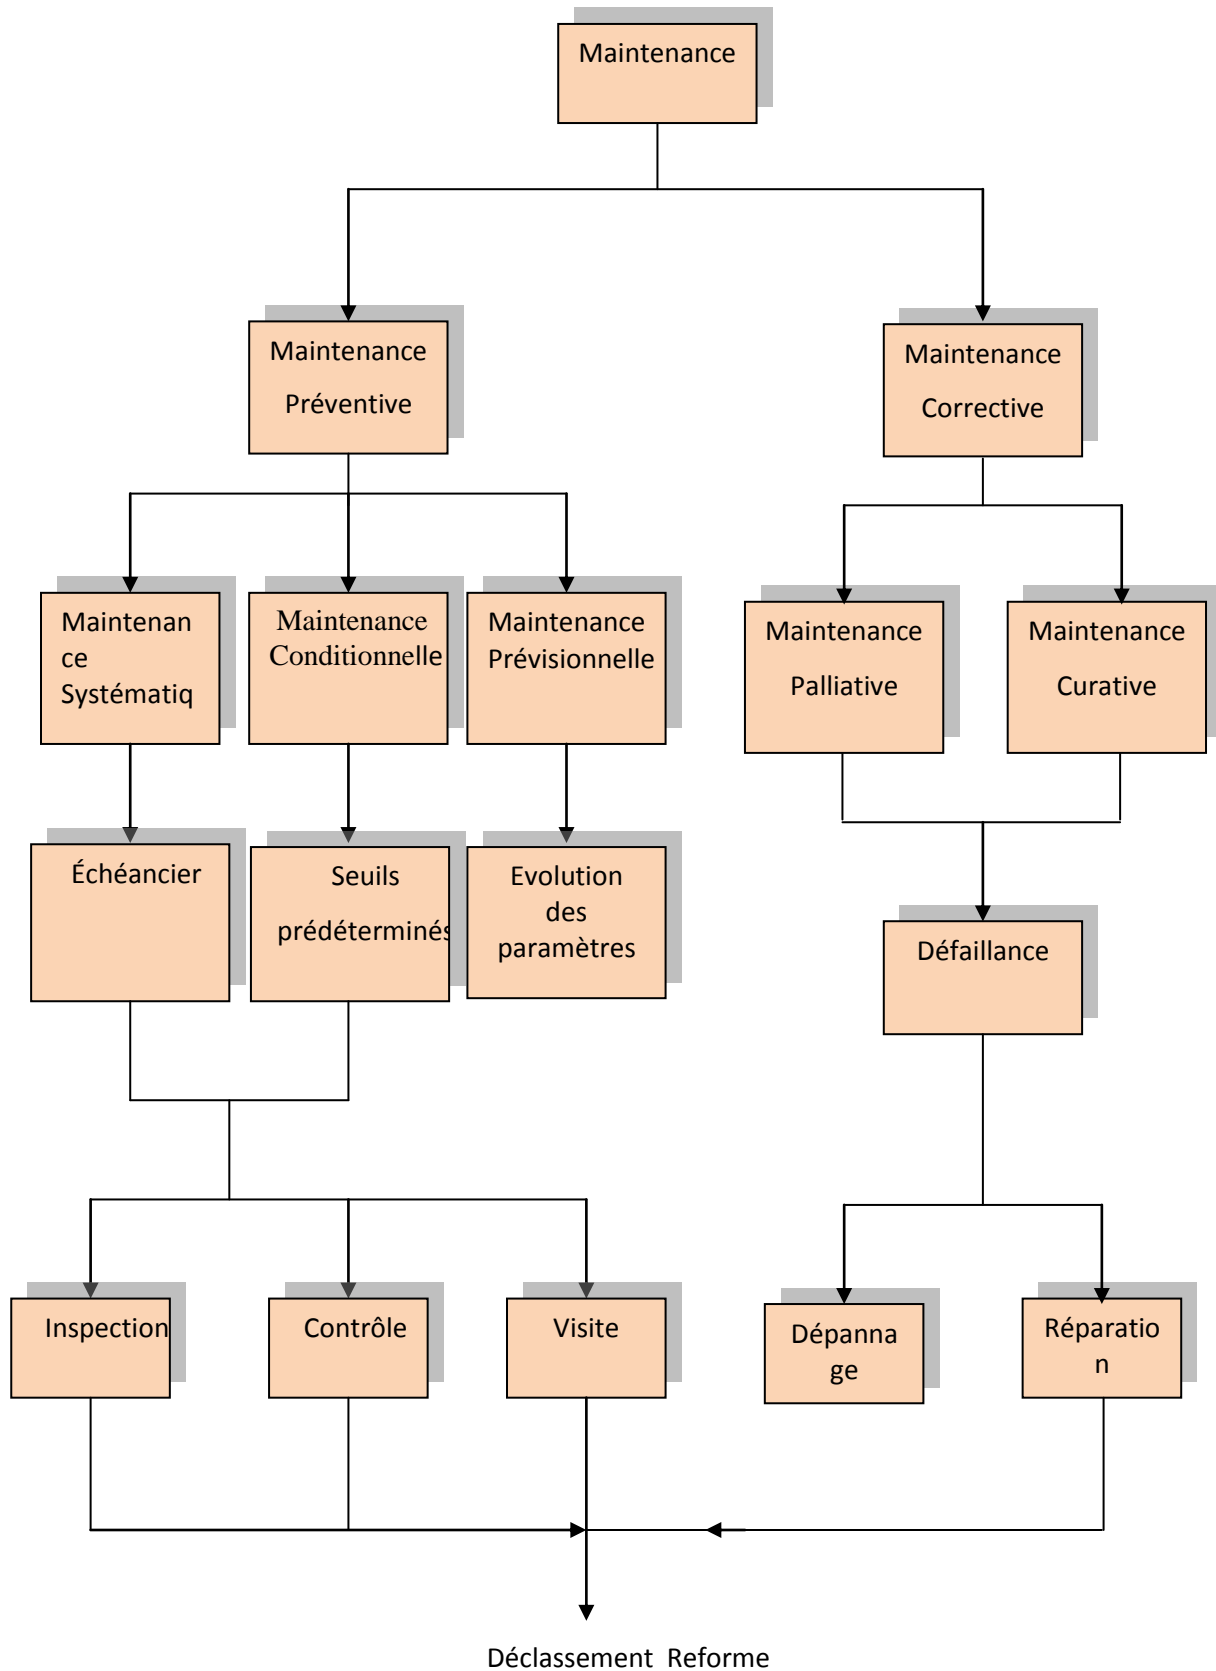 Maintenance
Maintenance
Préventive
Maintenance
Corrective
Maintenan
ce
Systématiq
Maintenance
Conditionnelle
Maintenance
Prévisionnelle
Maintenance
Palliative
Maintenance
Curative
Échéancier
Seuils
prédéterminés
Evolution
des
paramètres
Défaillance
Inspection
Contrôle
Visite
Dépanna
ge
Réparatio
n
Déclassement  Reforme